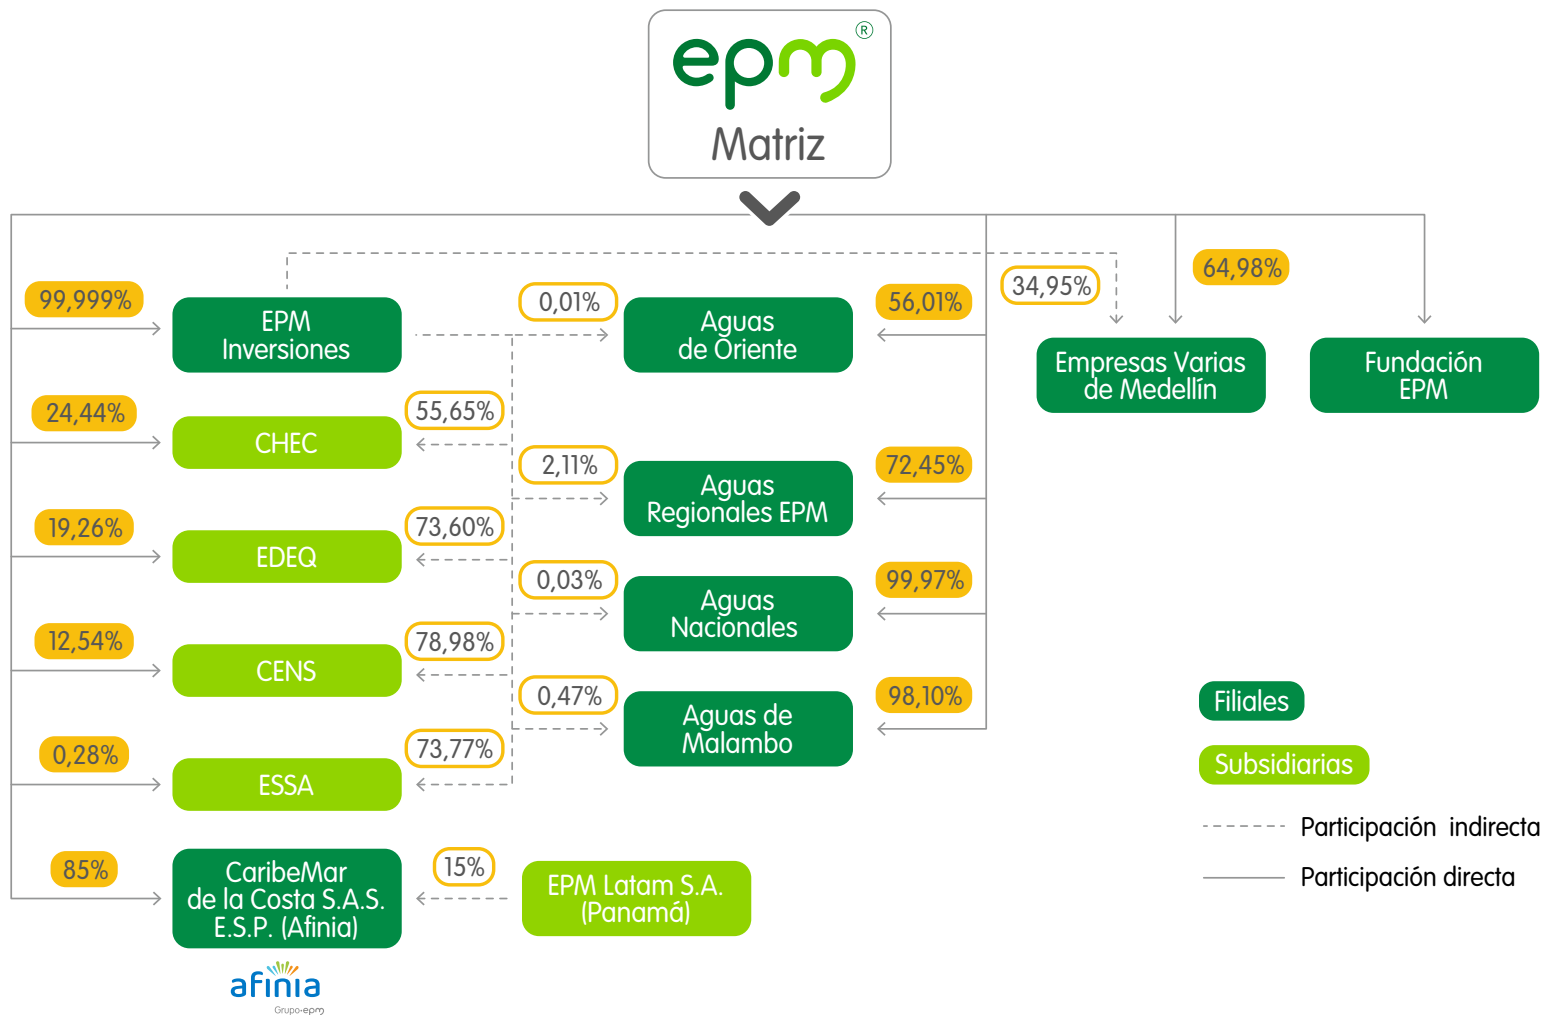 epm®
Matriz
99,999%
EPM
Inversiones
0,01%
Aguas
de Oriente
56,01%
34,95%
64,98%
Empresas Varias
de Medellín
Fundación
EPM
24,44%
CHEC
55,65%
2,11%
Aguas
Regionales EPM
72,45%
19,26%
EDEQ
73,60%
0,03%
Aguas
Nacionales
99,97%
12,54%
CENS
78,98%
0,47%
Aguas de
Malambo
98,10%
0,28%
ESSA
73,77%
85%
CaribeMar
de la Costa S.A.S.
E.S.P. (Afinia)
15%
EPM Latam S.A.
(Panamá)
afinia
Grupo·epm
Filiales
Subsidiarias
Participación indirecta
Participación directa